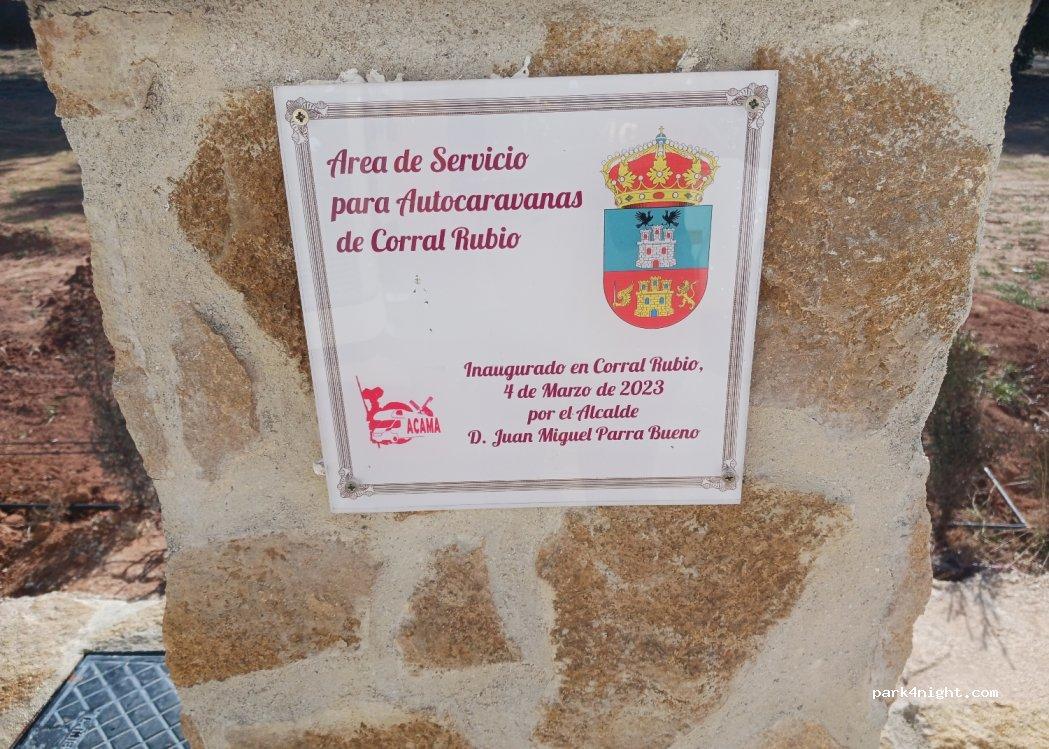 Area de Servicio
para Autocaravanas
de Corral Rubio
Inaugurado en Corral Rubio,
4 de Marzo de 2023
por el Alcalde
D. Juan Miguel Parra Bueno
ACAMA
park4night.com